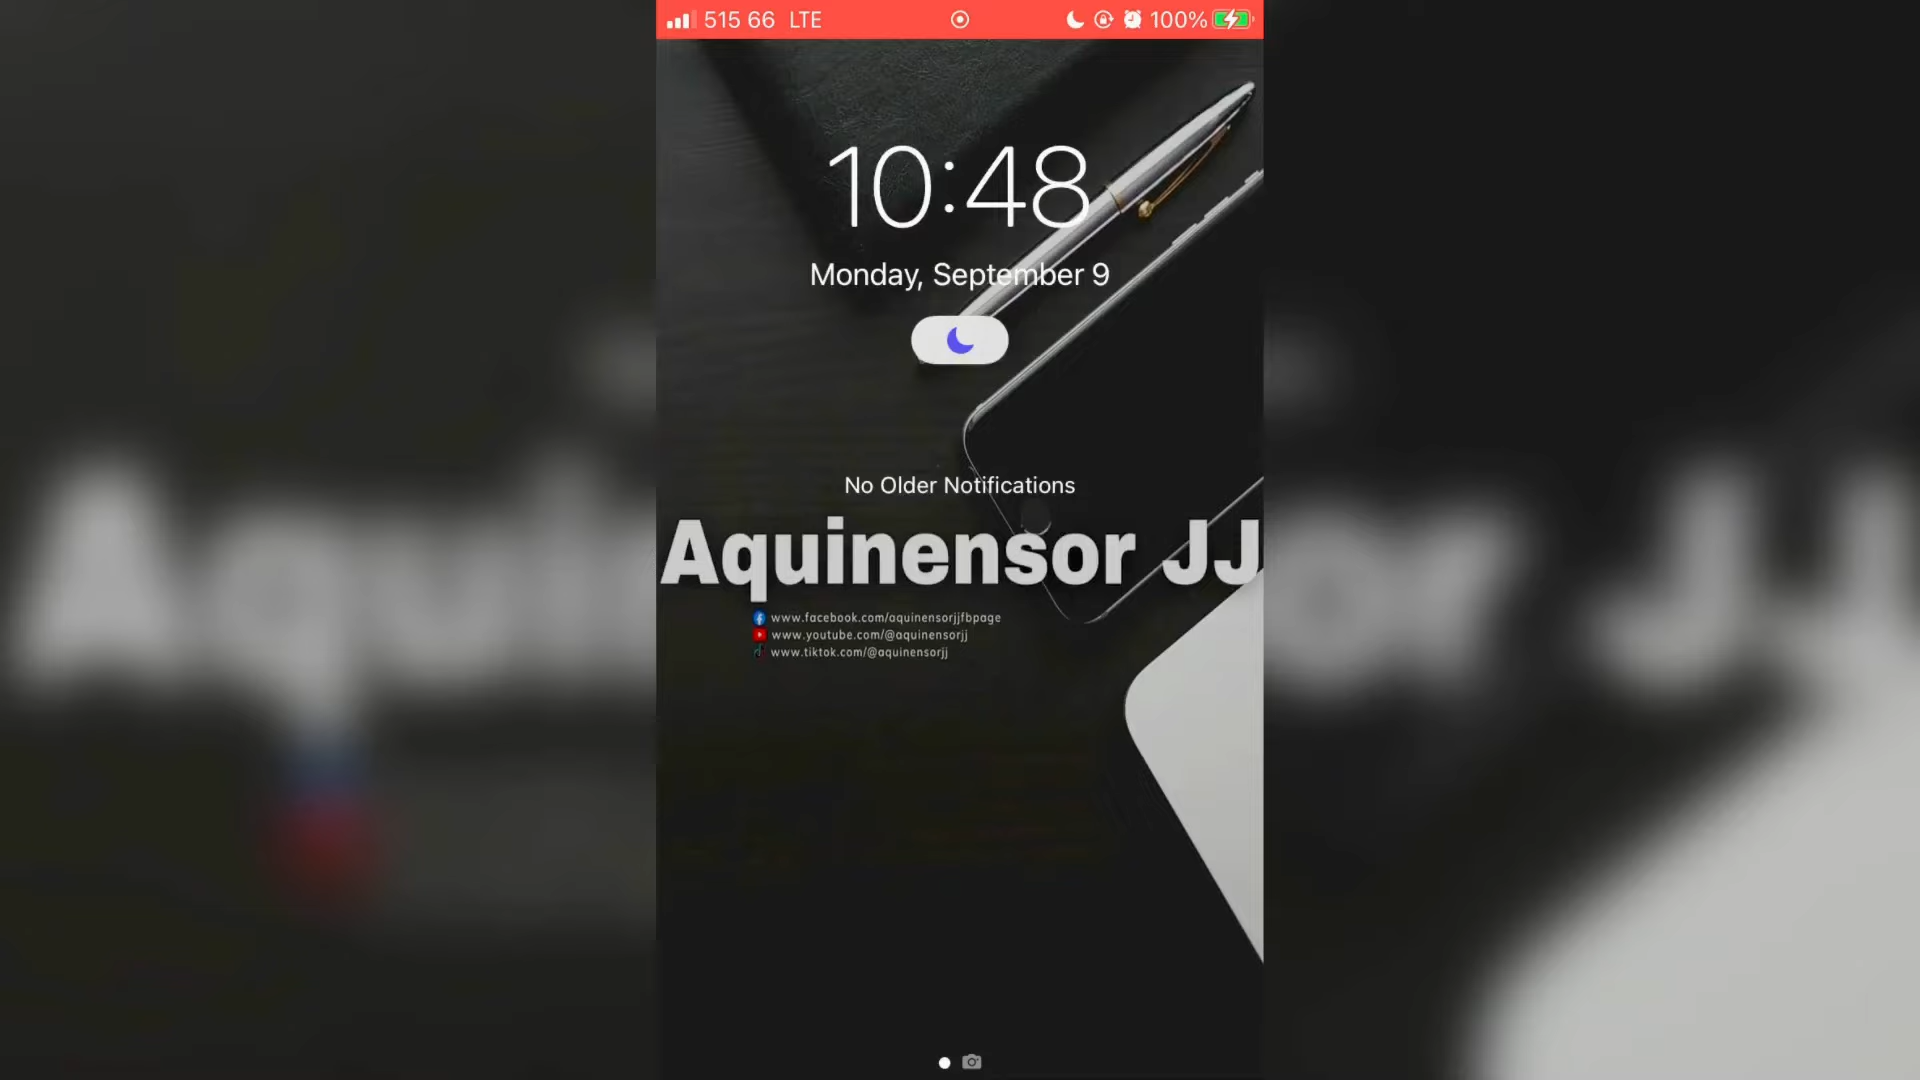 515 66 LTE 100%
10:48
Monday, September 9
No Older Notifications
Aquinensor JJ
www.facebook.com/aquinensorjjfbpage
www.youtube.com/@aquinensorjj
www.tiktok.com/@aquinensorjj